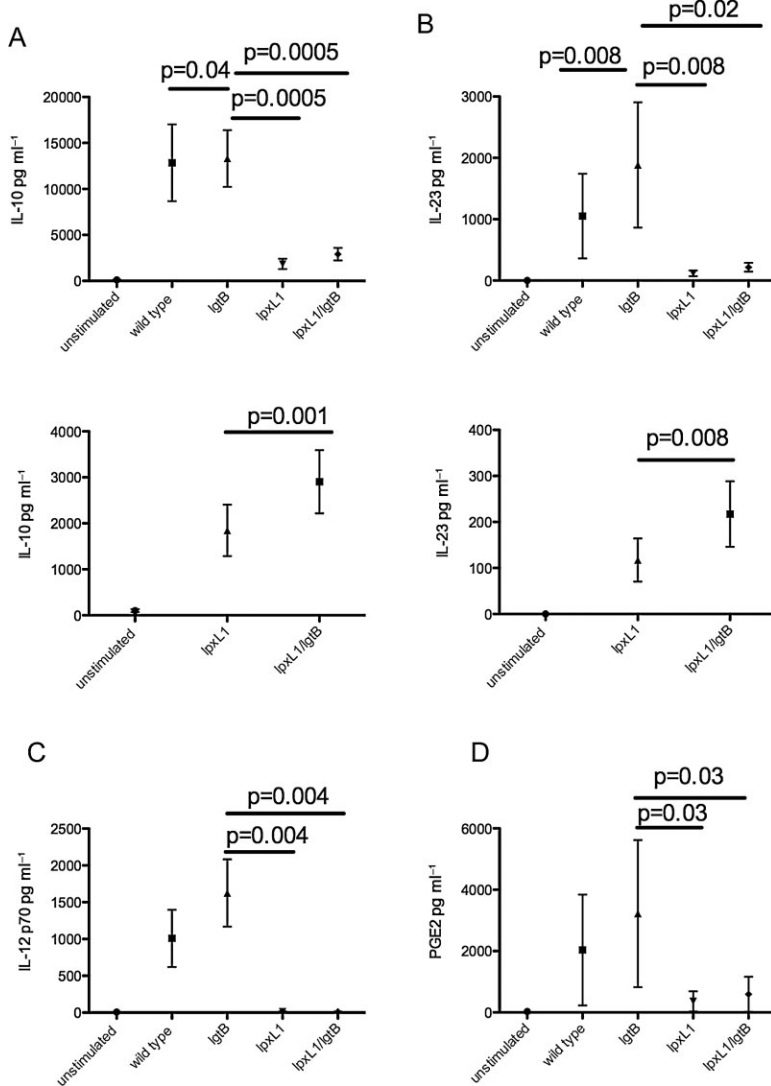 A
p=0.0005
p=0.04
p=0.0005
IL-10 pg ml⁻¹
20000
15000
10000
5000
0
unstimulated
wild type
lgtB
lpxL1
lpxL1/lgtB
B
p=0.02
p=0.008
p=0.008
IL-23 pg ml⁻¹
3000
2000
1000
0
unstimulated
wild type
lgtB
lpxL1
lpxL1/lgtB
p=0.001
IL-10 pg ml⁻¹
4000
3000
2000
1000
0
unstimulated
lpxL1
lpxL1/lgtB
p=0.008
IL-23 pg ml⁻¹
400
300
200
100
0
unstimulated
lpxL1
lpxL1/lgtB
C
p=0.004
p=0.004
IL-12 p70 pg ml⁻¹
2500
2000
1500
1000
500
0
unstimulated
wild type
lgtB
lpxL1
lpxL1/lgtB
D
p=0.03
p=0.03
PGE2 pg ml⁻¹
6000
4000
2000
0
unstimulated
wild type
lgtB
lpxL1
lpxL1/lgtB